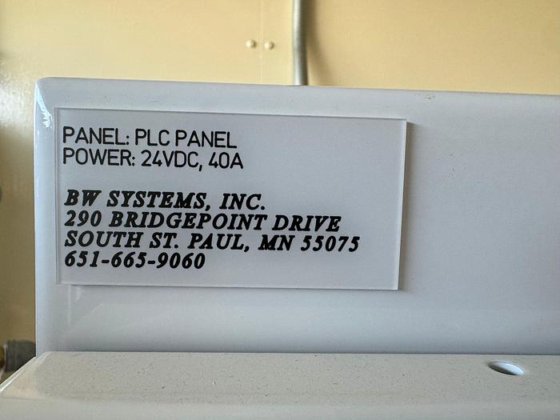 PANEL: PLC PANEL
POWER: 24VDC, 40A
BW SYSTEMS, INC.
290 BRIDGEPOINT DRIVE
SOUTH ST. PAUL, MN 55075
651-665-9060